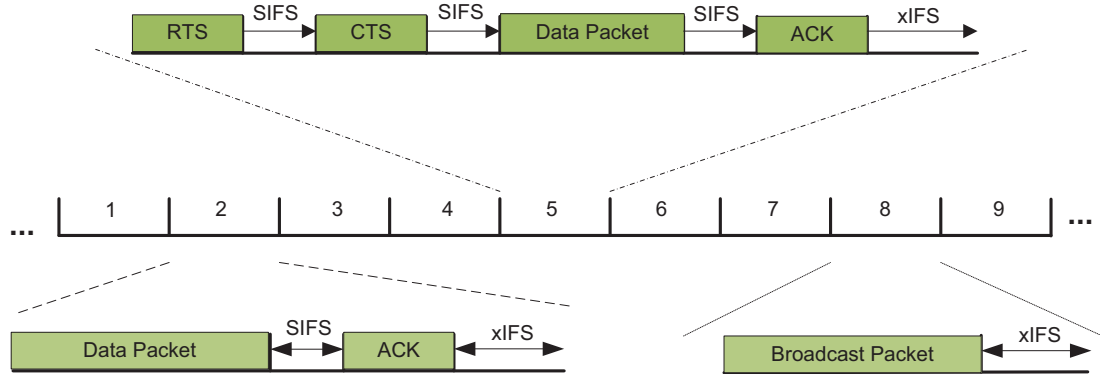 SIFS SIFS SIFS xIFS
RTS CTS Data Packet ACK
... 1 2 3 4 5 6 7 8 9 ...
SIFS xIFS xIFS
Data Packet ACK Broadcast Packet